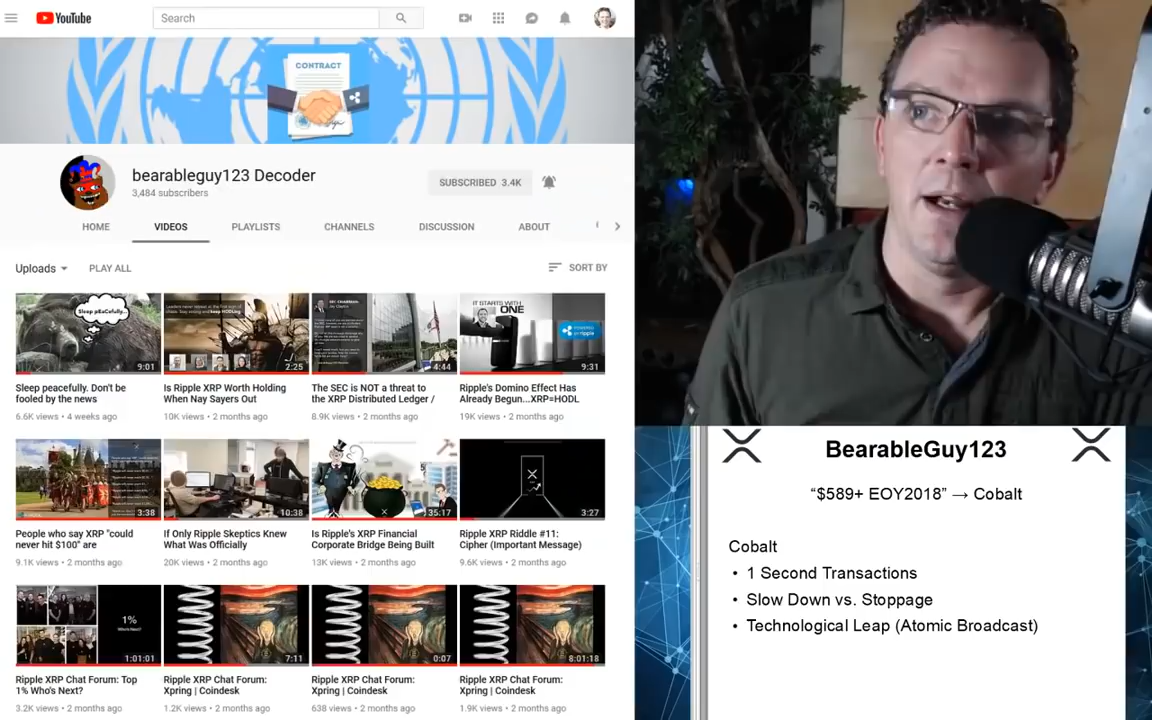 YouTube
Search
CONTRACT
bearableguy123 Decoder
3,484 subscribers
SUBSCRIBED 3.4K
HOME
VIDEOS
PLAYLISTS
CHANNELS
DISCUSSION
ABOUT
Uploads
PLAY ALL
SORT BY
Sleep pEaCefully..
9:01
2:25
4:44
IT STARTS WITH
ONE
9:31
Sleep peacefully. Don't be
fooled by the news
6.6K views • 4 weeks ago
Is Ripple XRP Worth Holding
When Nay Sayers Out
10K views • 2 months ago
The SEC is NOT a threat to
the XRP Distributed Ledger /
8.9K views • 2 months ago
Ripple's Domino Effect Has
Already Begun...XRP=HODL
19K views • 2 months ago
3:38
10:38
35:17
3:27
People who say XRP "could
never hit $100" are
9.1K views • 2 months ago
If Only Ripple Skeptics Knew
What Was Officially
20K views • 2 months ago
Is Ripple's XRP Financial
Corporate Bridge Being Built
13K views • 2 months ago
Ripple XRP Riddle #11:
Cipher (Important Message)
9.6K views • 2 months ago
1%
Who's Next?
1:01:01
7:11
0:07
8:01:18
Ripple XRP Chat Forum: Top
1% Who's Next?
3.2K views • 2 months ago
Ripple XRP Chat Forum:
Xpring | Coindesk
1.2K views • 2 months ago
Ripple XRP Chat Forum:
Xpring | Coindesk
638 views • 2 months ago
Ripple XRP Chat Forum:
Xpring | Coindesk
1.9K views • 2 months ago
BearableGuy123
“$589+ EOY2018” → Cobalt
Cobalt
• 1 Second Transactions
• Slow Down vs. Stoppage
• Technological Leap (Atomic Broadcast)